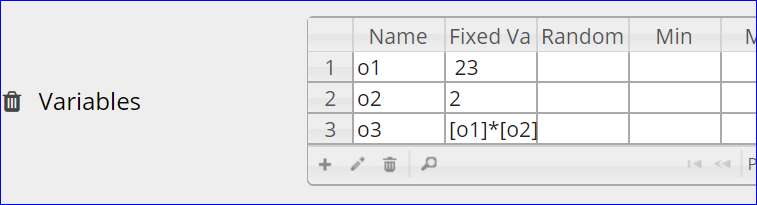 Name Fixed Va Random Min M
1 o1 23
2 o2 2
Variables
3 o3 [o1]*[o2]
P